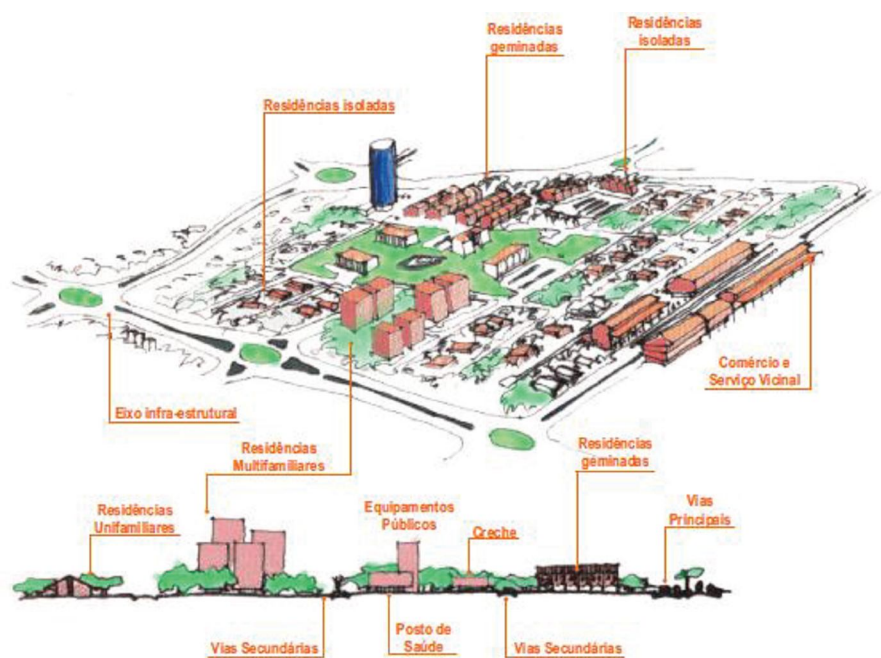 Residências
geminadas
Residências
isoladas
Residências isoladas
Comércio e
Serviço Vicinal
Eixo infra-estrutural
Residências
Multifamiliares
Residências
geminadas
Residências
Unifamiliares
Equipamentos
Públicos
Creche
Vias
Principais
Vias Secundárias
Posto de
Saúde
Vias Secundárias